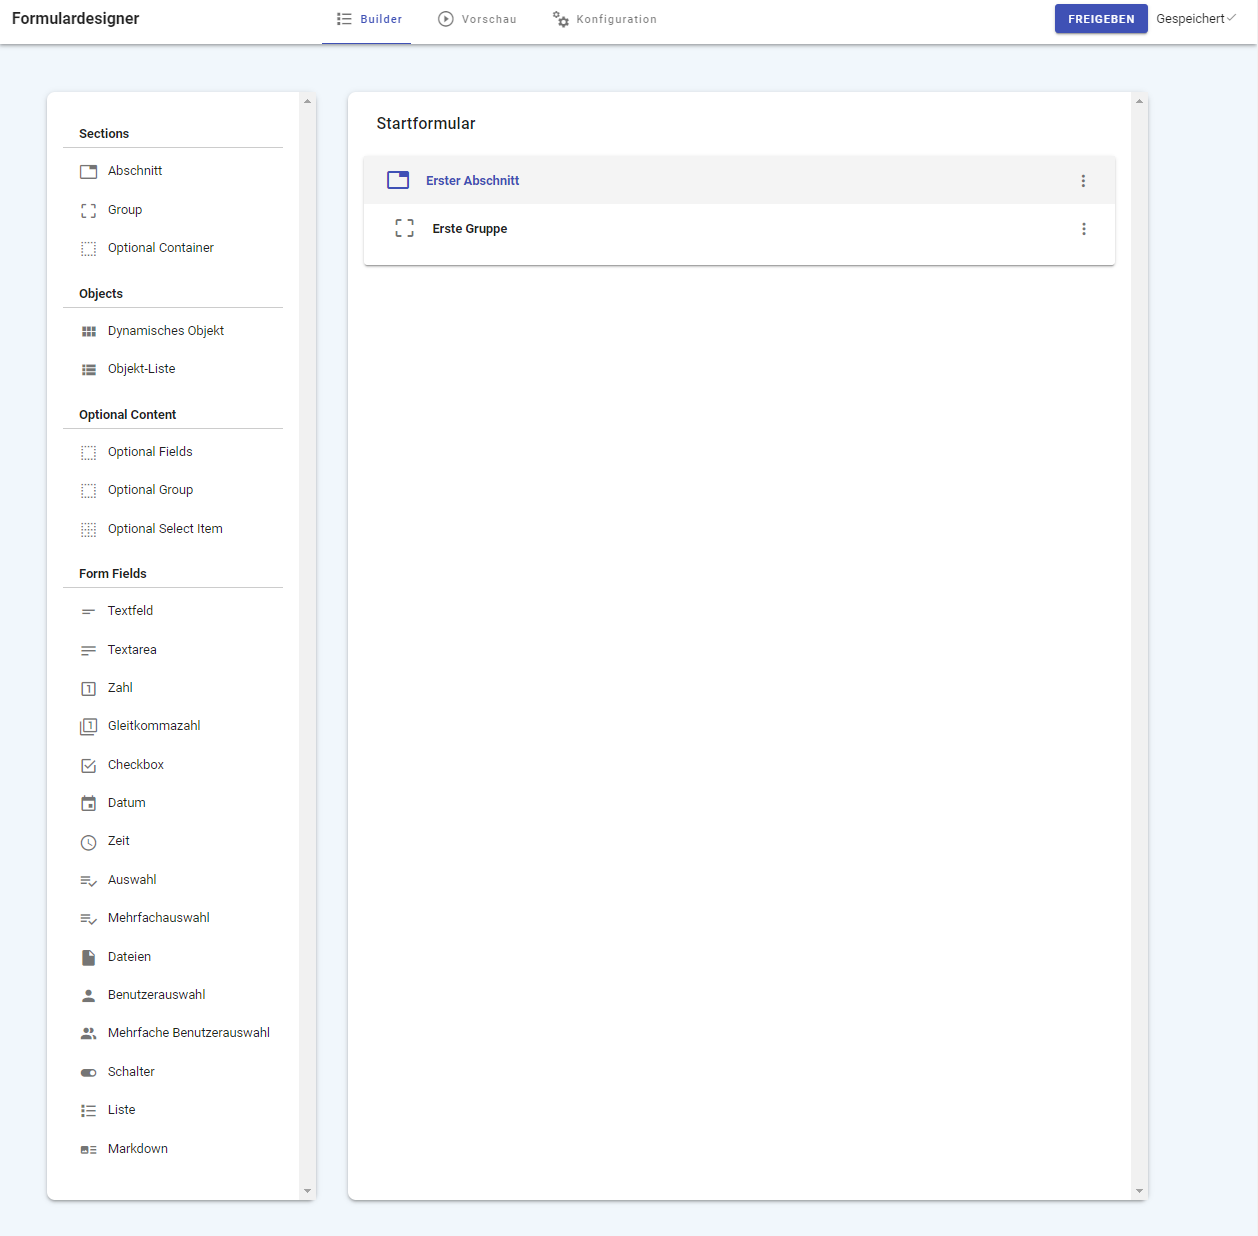 Formulardesigner
Builder
Vorschau
Konfiguration
FREIGEBEN
Gespeichert
Sections
Abschnitt
Group
Optional Container
Objects
Dynamisches Objekt
Objekt-Liste
Optional Content
Optional Fields
Optional Group
Optional Select Item
Form Fields
Textfeld
Textarea
Zahl
Gleitkommazahl
Checkbox
Datum
Zeit
Auswahl
Mehrfachauswahl
Dateien
Benutzerauswahl
Mehrfache Benutzerauswahl
Schalter
Liste
Markdown
Startformular
Erster Abschnitt
Erste Gruppe